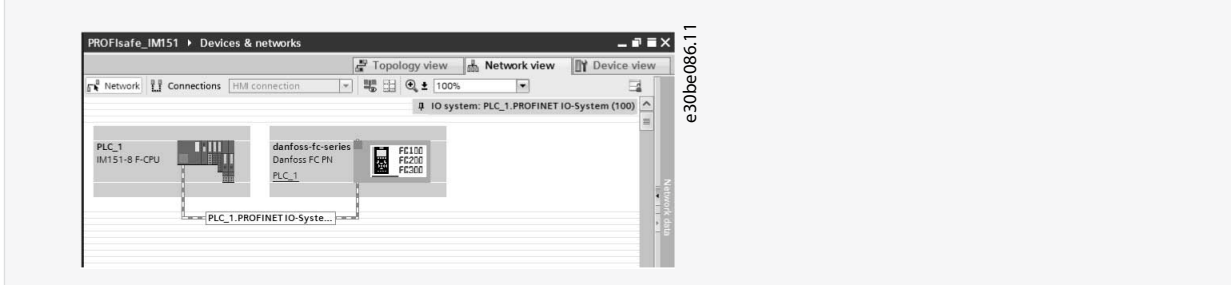 PROFIsafe_IM151 ▸ Devices & networks
Topology view Network view Device view
Network Connections HMI connection 100%
IO system: PLC_1.PROFINET IO-System (100)
PLC_1
IM151-8 F-CPU
danfoss-fc-series
Danfoss FC PN
PLC_1
FC100
FC200
FC300
PLC_1.PROFINET IO-Syste...
Network data
e30be086.11